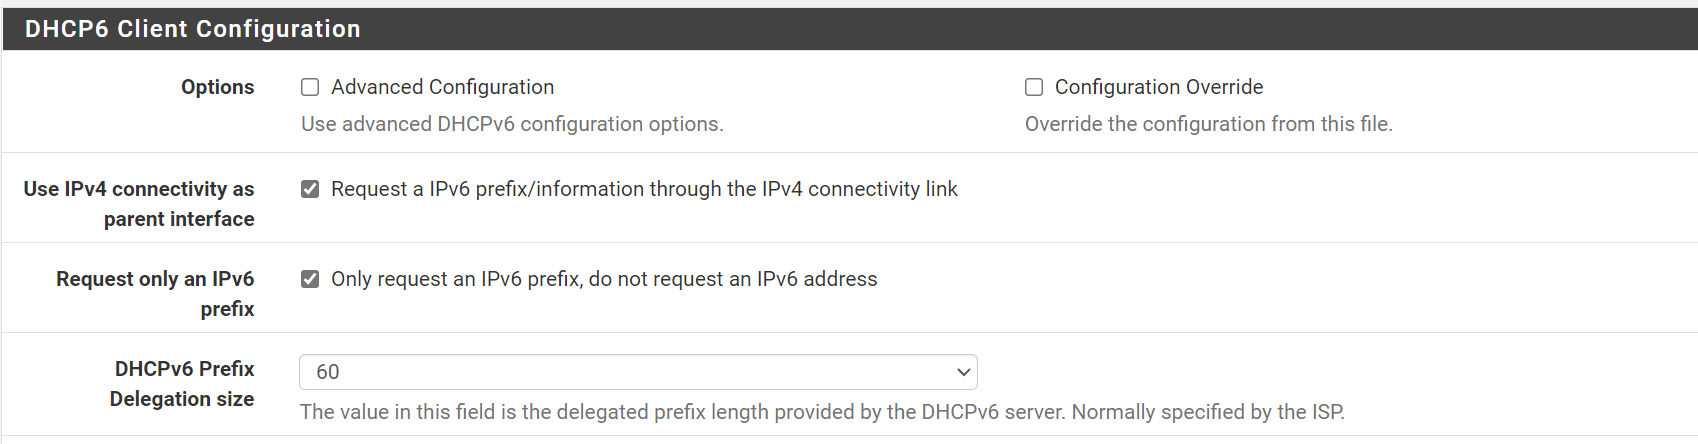 DHCP6 Client Configuration
Options
Advanced Configuration
Configuration Override
Use advanced DHCPv6 configuration options.
Override the configuration from this file.
Use IPv4 connectivity as
parent interface
Request a IPv6 prefix/information through the IPv4 connectivity link
Request only an IPv6
prefix
Only request an IPv6 prefix, do not request an IPv6 address
DHCPv6 Prefix
Delegation size
60
The value in this field is the delegated prefix length provided by the DHCPv6 server. Normally specified by the ISP.